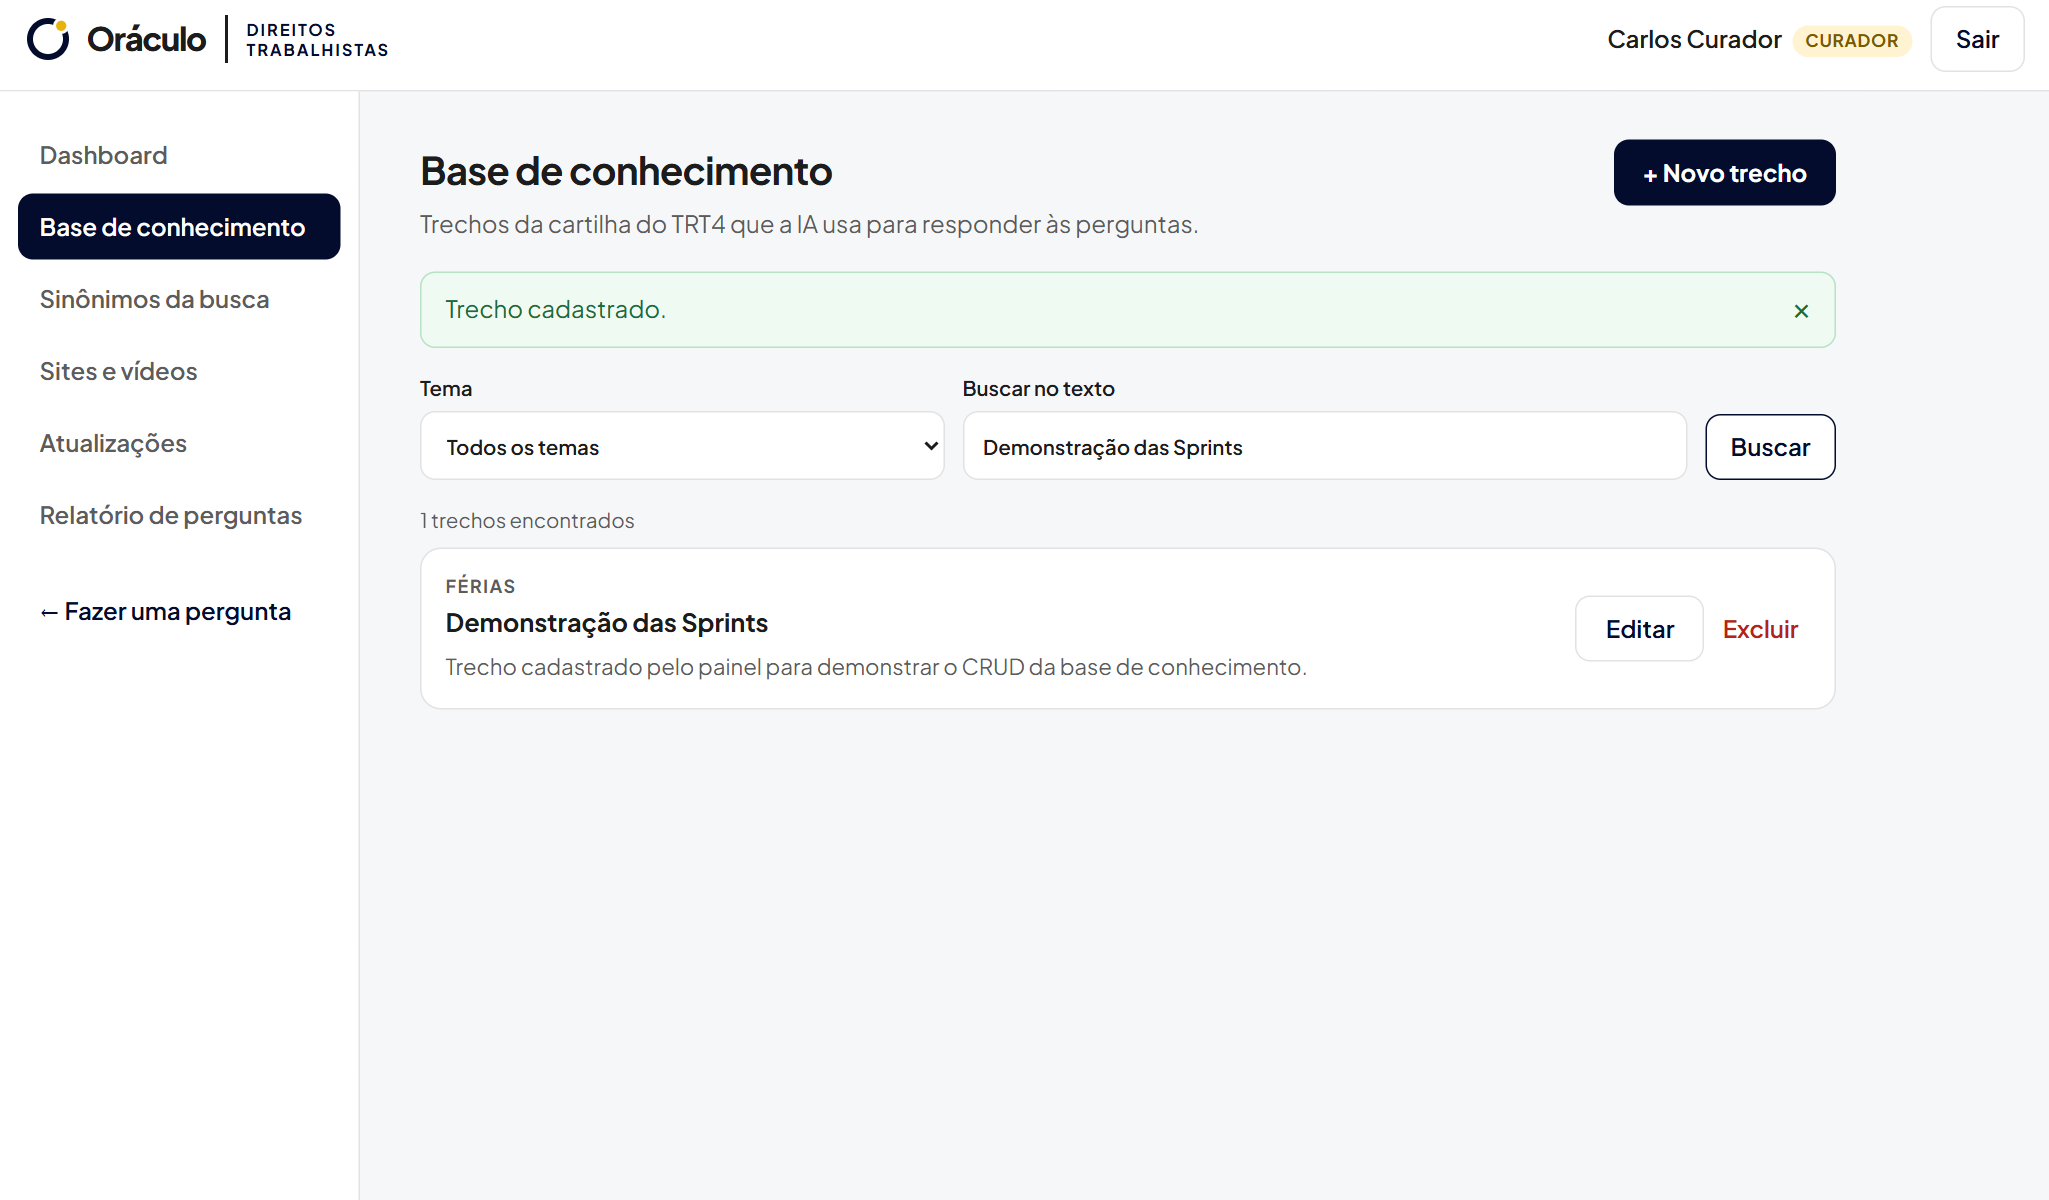 Oráculo
DIREITOS
TRABALHISTAS
Carlos Curador
CURADOR
Sair
Dashboard
Base de conhecimento
Sinônimos da busca
Sites e vídeos
Atualizações
Relatório de perguntas
← Fazer uma pergunta
Base de conhecimento
+ Novo trecho
Trechos da cartilha do TRT4 que a IA usa para responder às perguntas.
Trecho cadastrado.
×
Tema
Buscar no texto
Todos os temas
Demonstração das Sprints
Buscar
1 trechos encontrados
FÉRIAS
Demonstração das Sprints
Trecho cadastrado pelo painel para demonstrar o CRUD da base de conhecimento.
Editar
Excluir